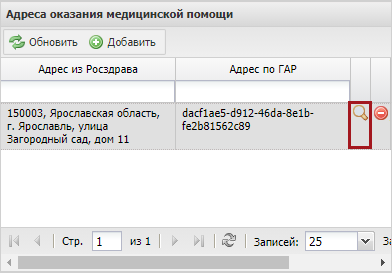 Адреса оказания медицинской помощи
Обновить Добавить
Адрес из Росздрава Адрес по ГАР
150003, Ярославская область, dacf1ae5-d912-46da-8e1b-
г. Ярославль, улица fe2b81562c89
Загородный сад, дом 11
Стр. 1 из 1 Записей: 25 За